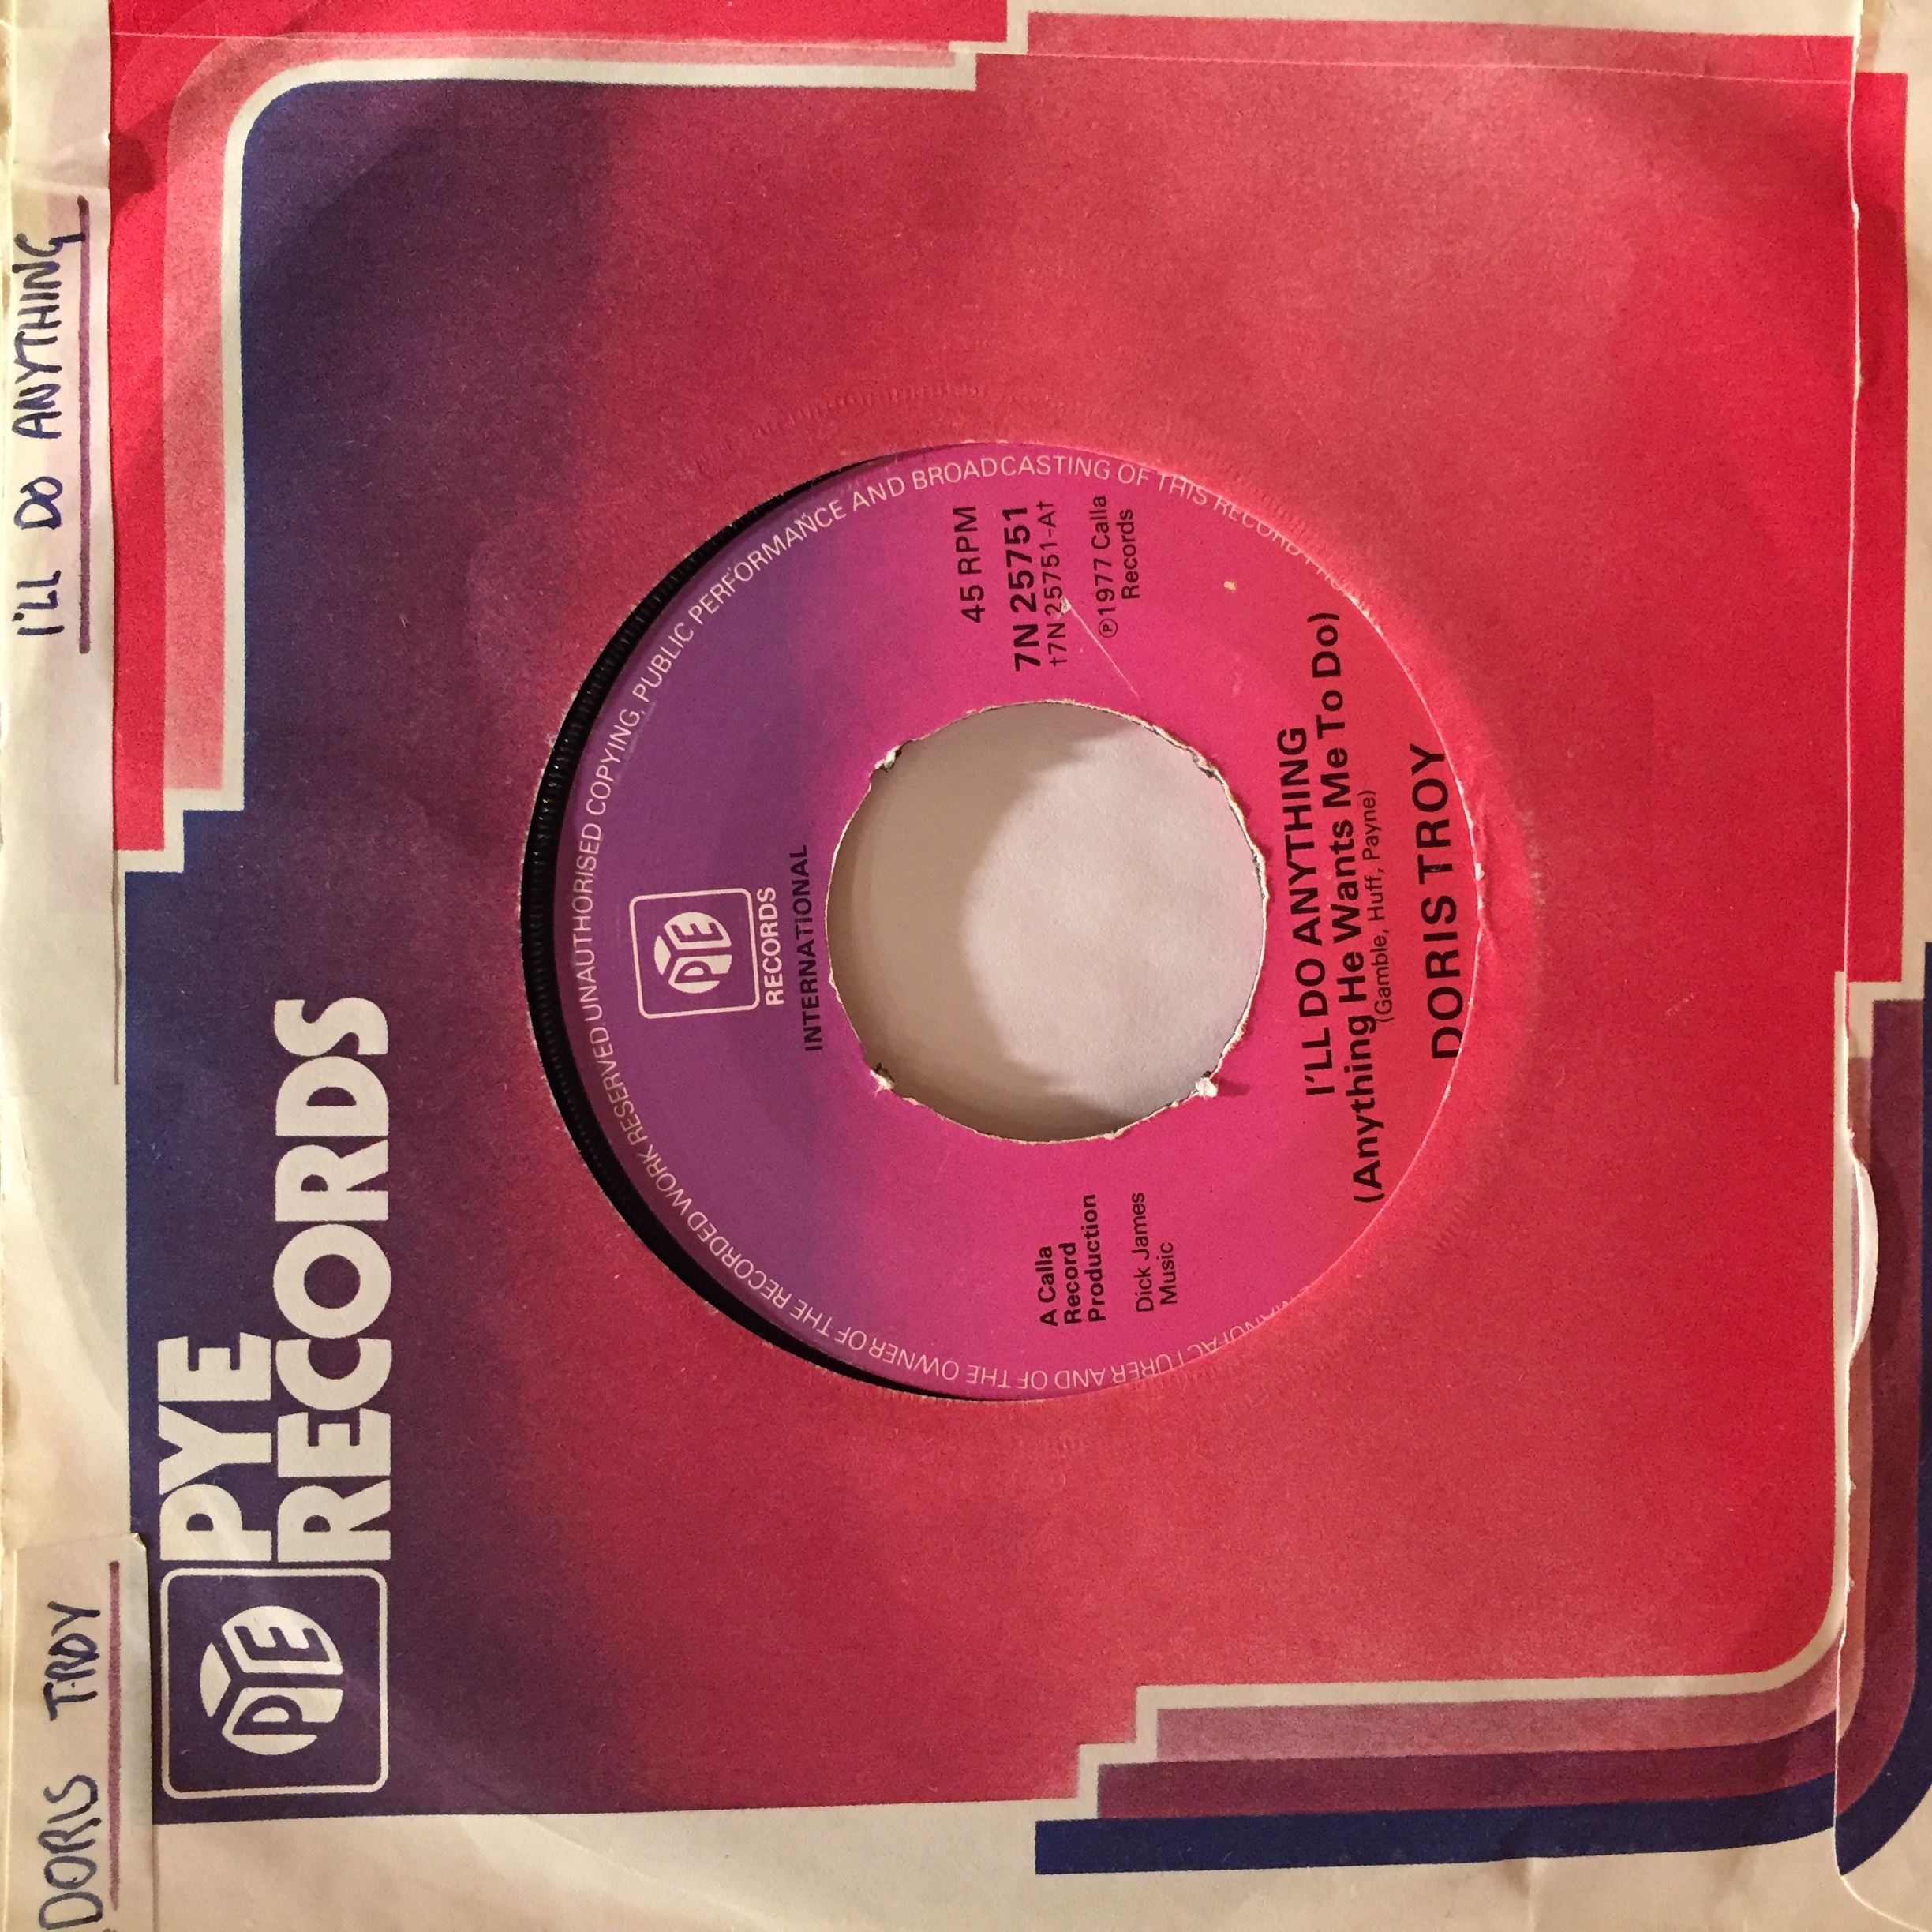 DORIS TROY
I'LL DO ANYTHING
PYE
PYE
RECORDS
PYE
RECORDS
INTERNATIONAL
45 RPM
7N 25751
†7N 25751-A†
Ⓟ1977 Calla
Records
A Calla
Record
Production
Dick James
Music
I'LL DO ANYTHING
(Anything He Wants Me To Do)
(Gamble, Huff, Payne)
DORIS TROY
MANUFACTURER AND OF THE OWNER OF THE RECORDED WORK RESERVED. UNAUTHORISED COPYING, PUBLIC PERFORMANCE AND BROADCASTING OF THIS RECORD